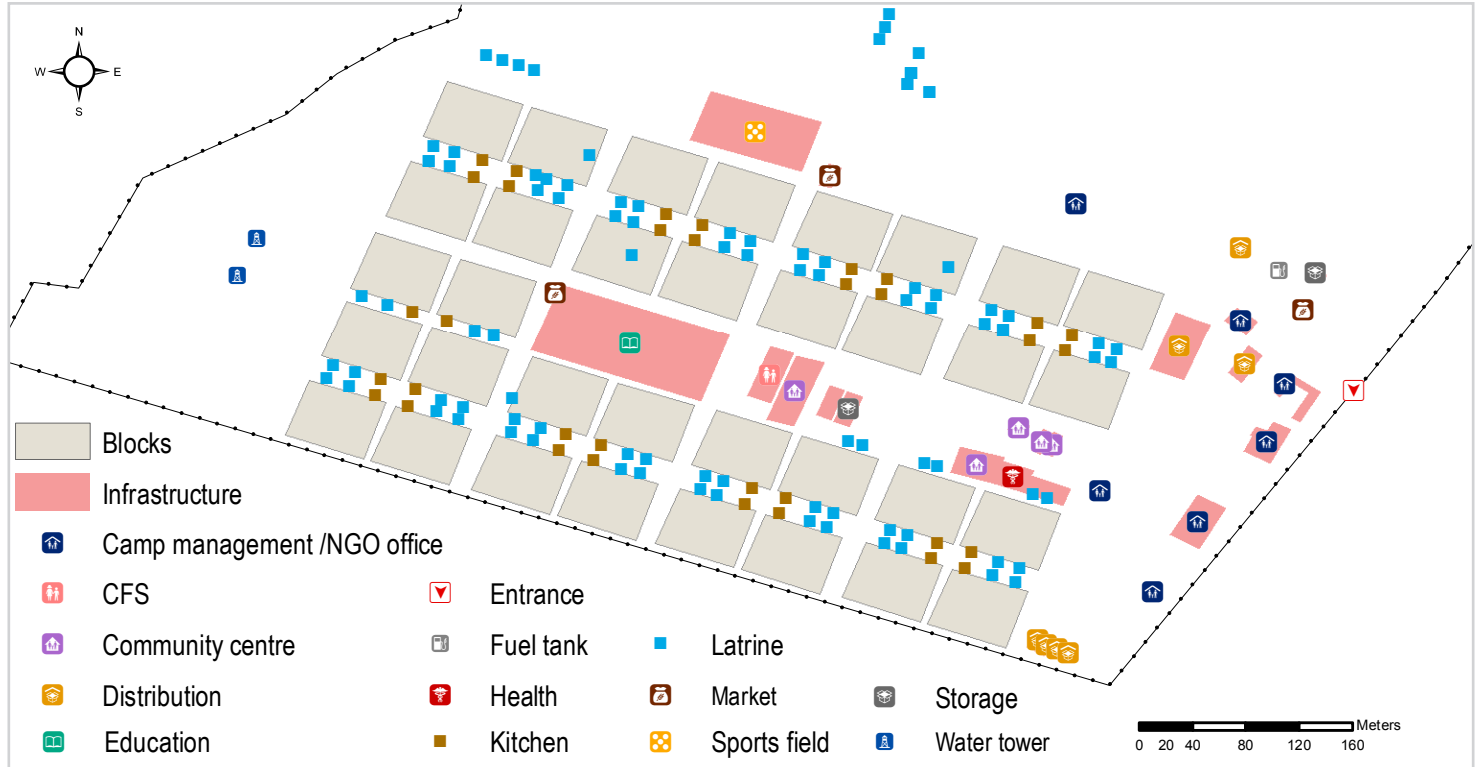 N
W E
S
Blocks
Infrastructure
Camp management /NGO office
CFS
Entrance
Community centre
Fuel tank
Latrine
Distribution
Health
Market
Storage
Education
Kitchen
Sports field
Water tower
Meters
0 20 40 80 120 160